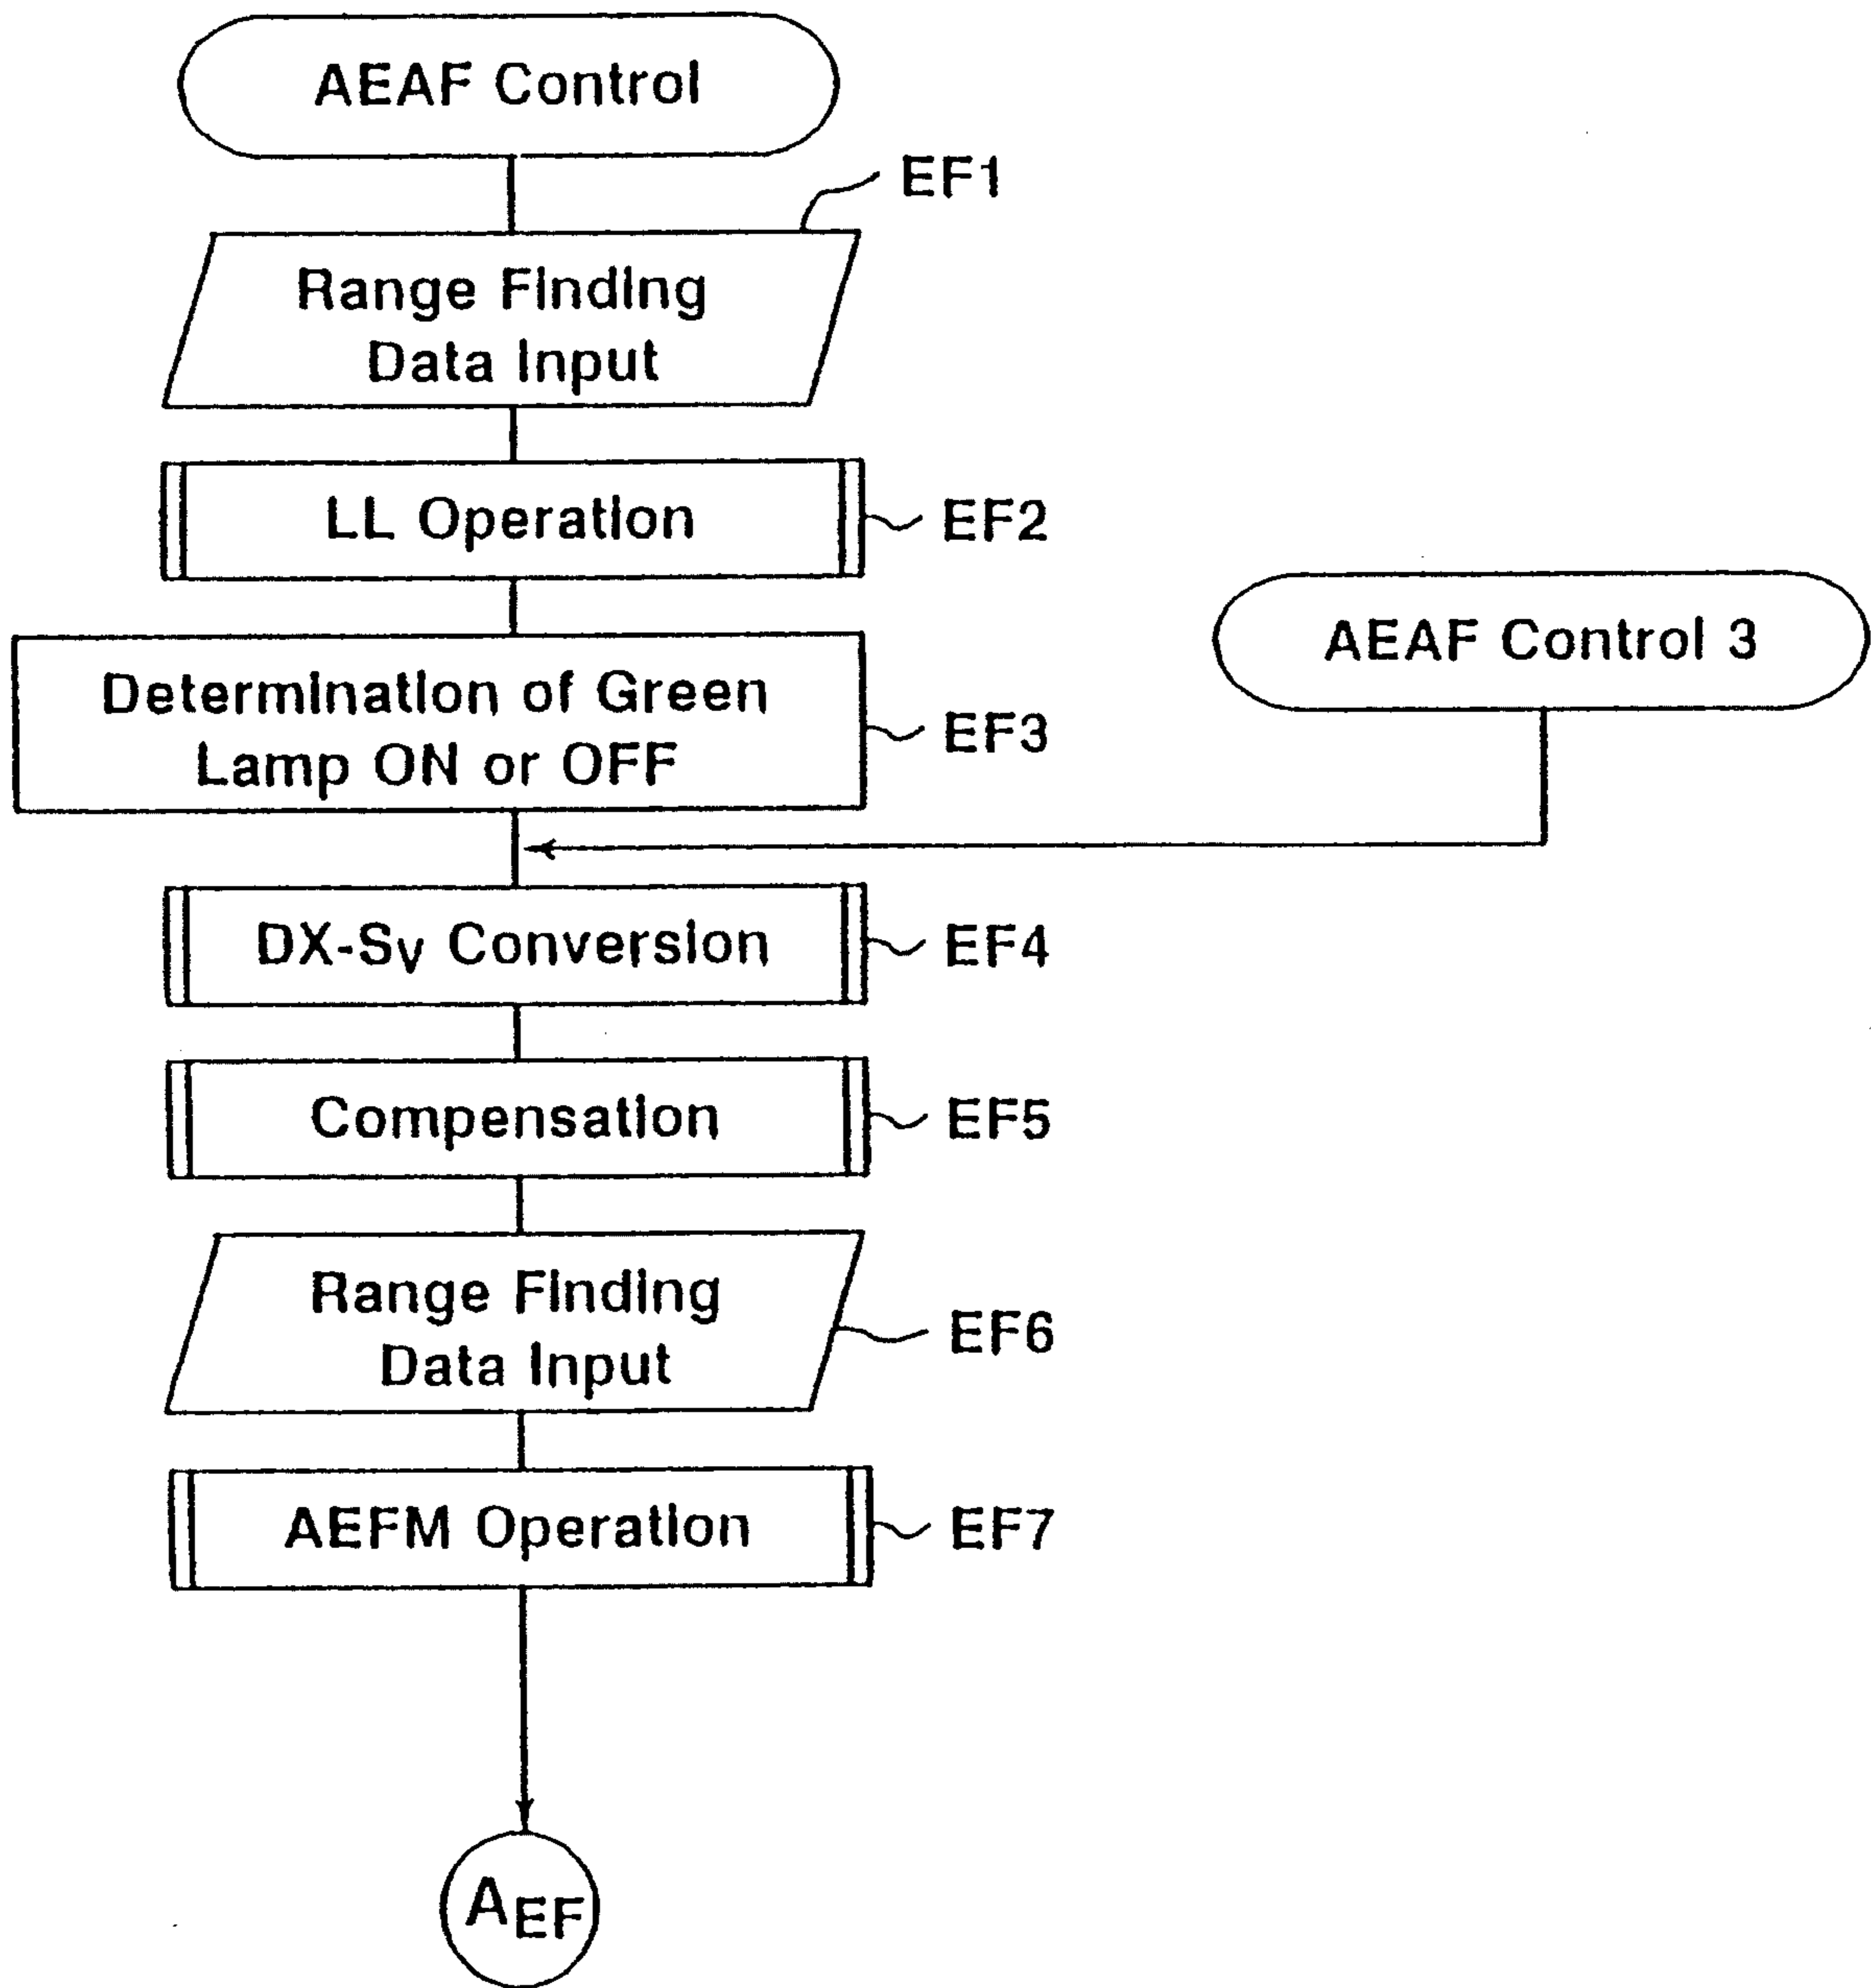 AEAF Control
EF1
Range Finding
Data Input
LL Operation
EF2
Determination of Green
Lamp ON or OFF
EF3
AEAF Control 3
DX-Sv Conversion
EF4
Compensation
EF5
Range Finding
Data Input
EF6
AEFM Operation
EF7
AEF